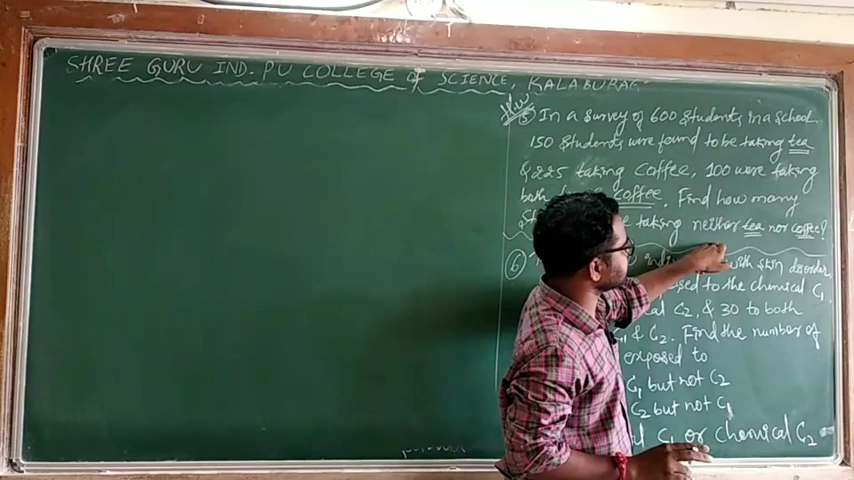 SHREE GURU IND. PU COLLEGE of SCIENCE, KALABURAG
H.W
⑤ In a survey of 600 students in a school
150 students were found to be taking tea
& 225 taking coffee, 100 were taking
both coffee. Find how many
taking neither tea nor coffee?
⑥ with skin disorder
to the chemical C₁
C₂, & 30 to both
& C₂. Find the number of
exposed to
C₁ but not C₂
C₂ but not C₁
C₁ or chemical C₂